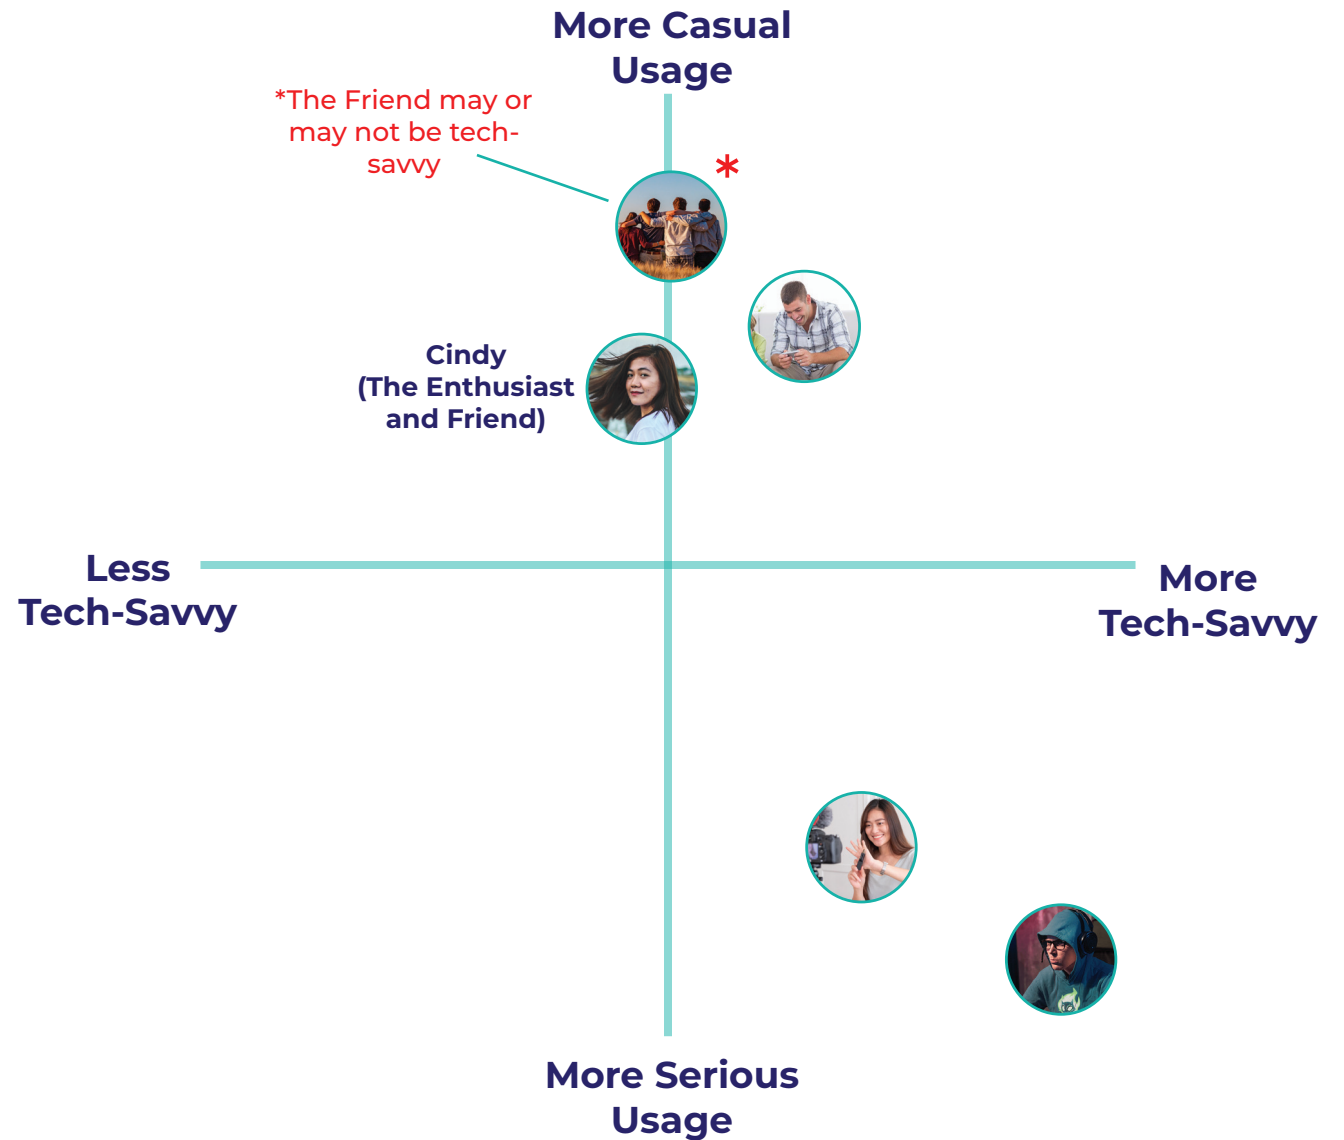 More Casual
Usage
*The Friend may or
may not be tech-
savvy
*
Cindy
(The Enthusiast
and Friend)
Less
Tech-Savvy
More
Tech-Savvy
More Serious
Usage